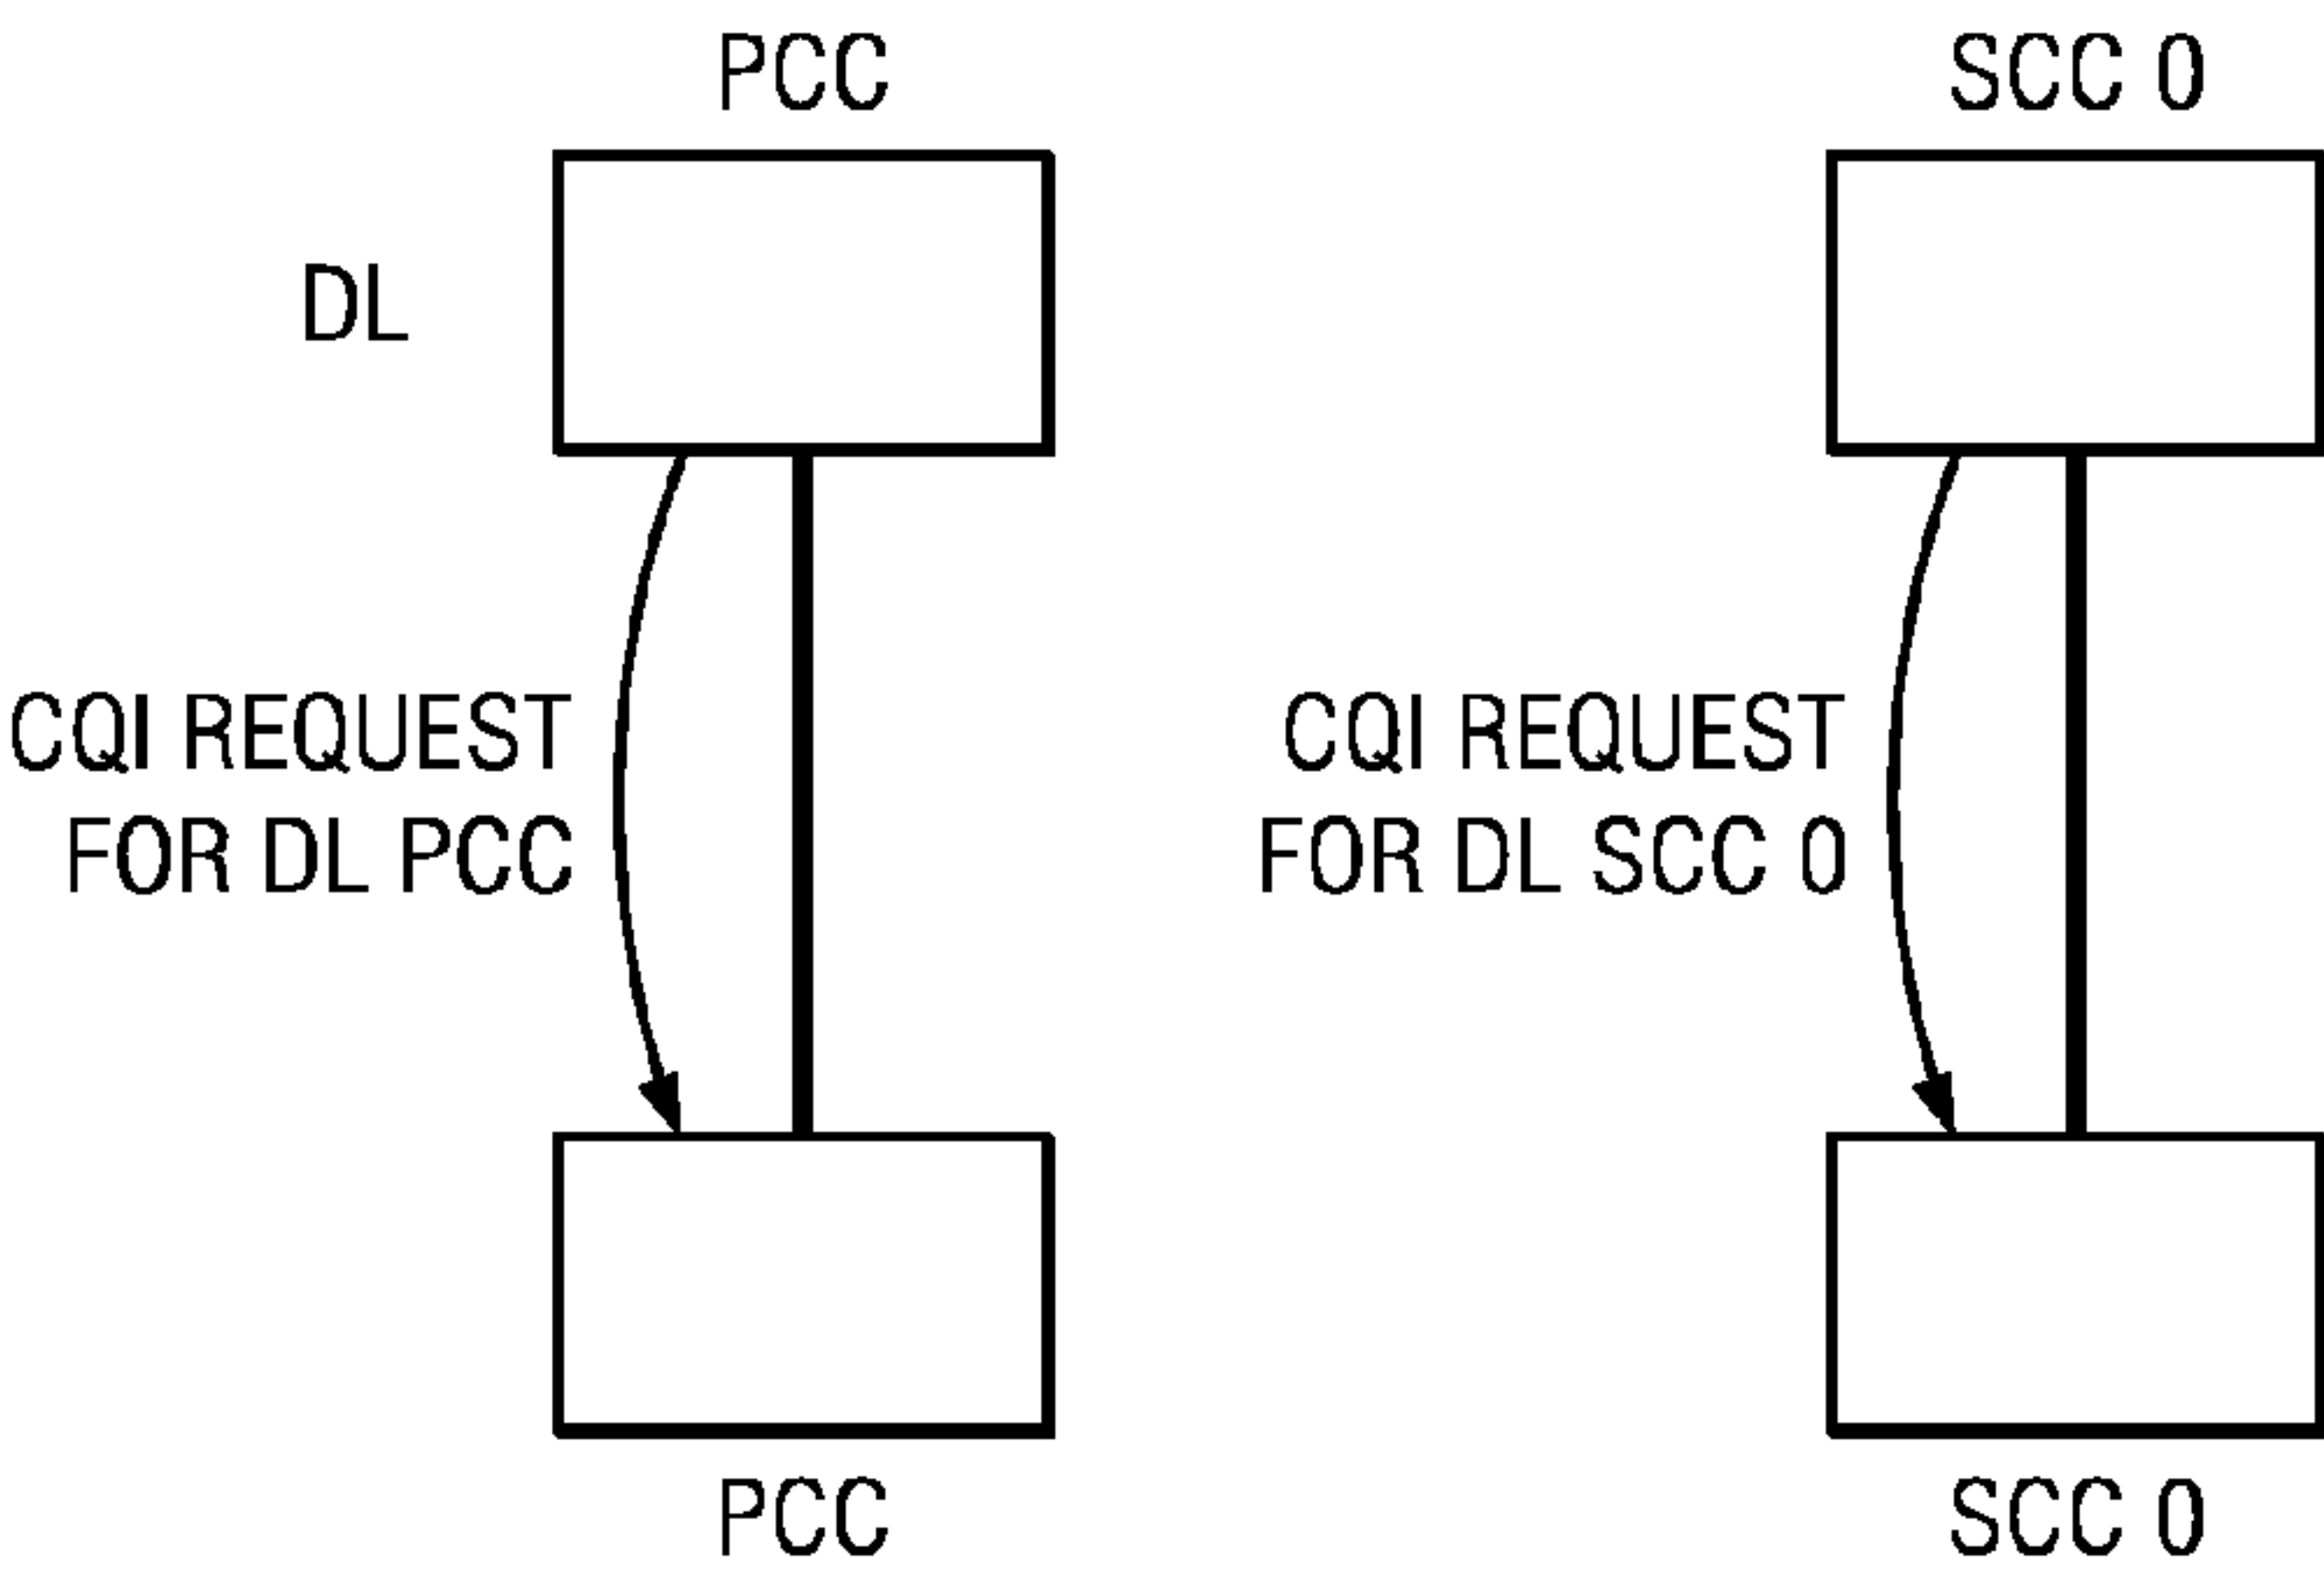 PCC
SCC 0
DL
CQI REQUEST
FOR DL PCC
CQI REQUEST
FOR DL SCC 0
PCC
SCC 0